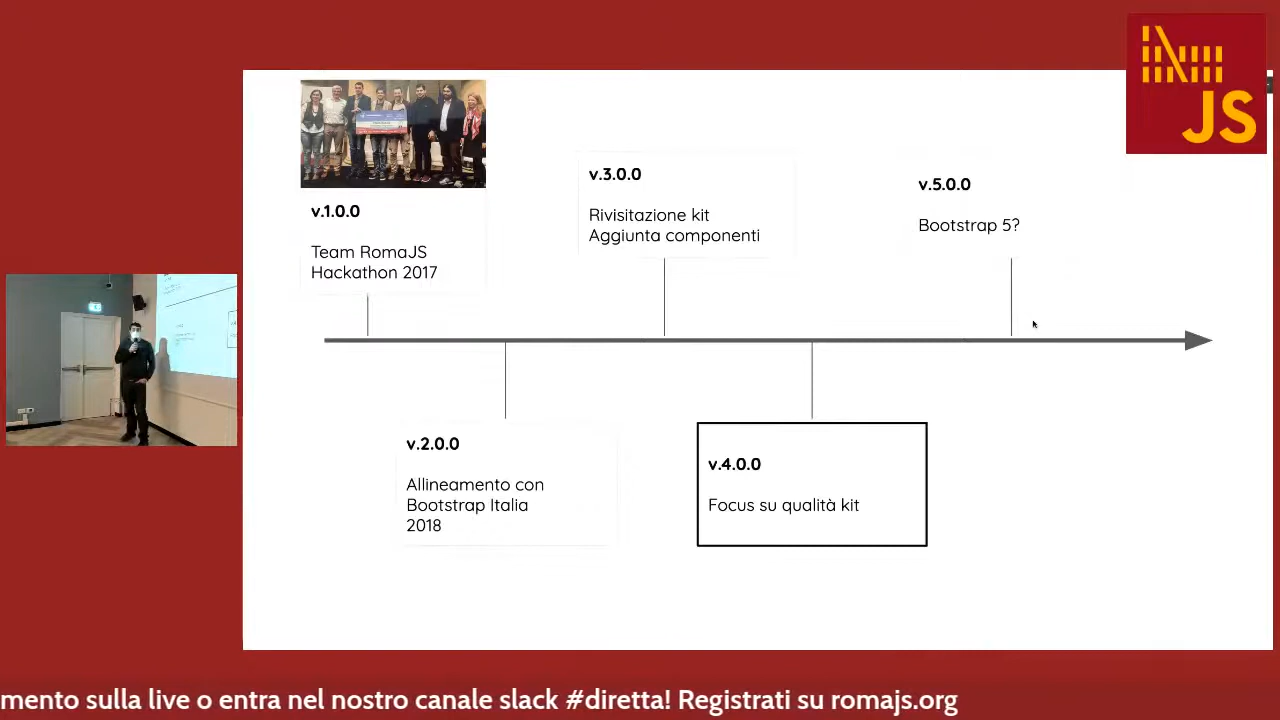 JS
v.1.0.0
Team RomaJS
Hackathon 2017
v.3.0.0
Rivisitazione kit
Aggiunta componenti
v.5.0.0
Bootstrap 5?
v.2.0.0
Allineamento con
Bootstrap Italia
2018
v.4.0.0
Focus su qualità kit
mento sulla live o entra nel nostro canale slack #diretta! Registrati su romajs.org